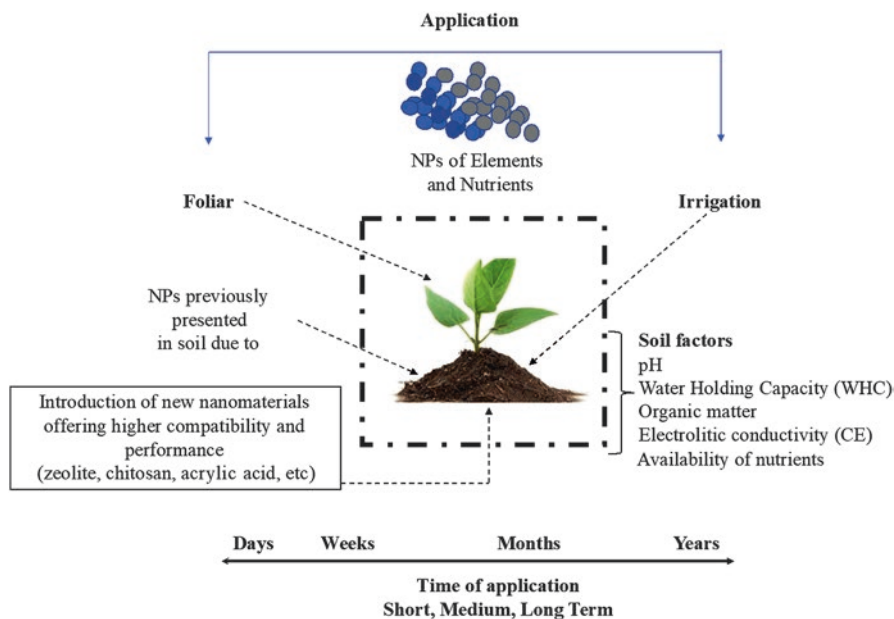 Application
NPs of Elements
and Nutrients
Foliar
Irrigation
NPs previously
presented
in soil due to
Soil factors
pH
Water Holding Capacity (WHC)
Organic matter
Electrolitic conductivity (CE)
Availability of nutrients
Introduction of new nanomaterials
offering higher compatibility and
performance
(zeolite, chitosan, acrylic acid, etc)
Days Weeks Months Years
Time of application
Short, Medium, Long Term